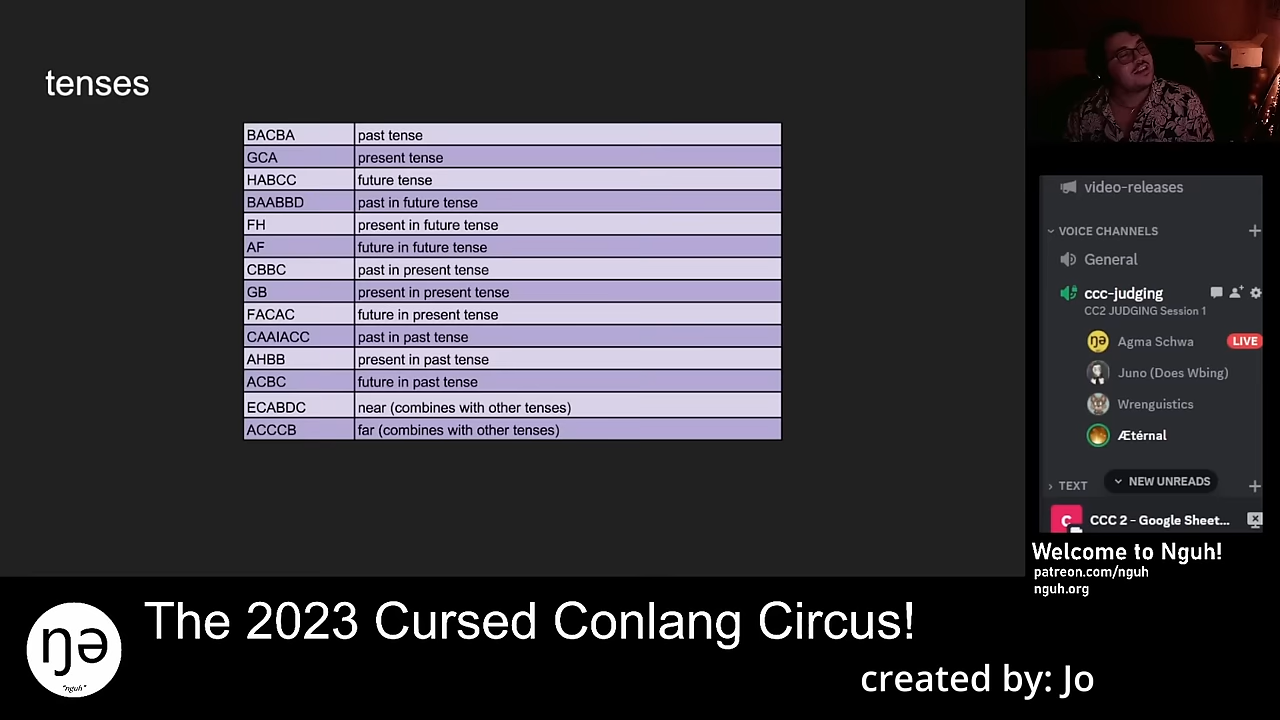 tenses
BACBA past tense
GCA present tense
HABCC future tense
BAABBD past in future tense
FH present in future tense
AF future in future tense
CBBC past in present tense
GB present in present tense
FACAC future in present tense
CAAIACC past in past tense
AHBB present in past tense
ACBC future in past tense
ECABDC near (combines with other tenses)
ACCCB far (combines with other tenses)
video-releases
VOICE CHANNELS
General
ccc-judging
CC2 JUDGING Session 1
ŋə Agma Schwa LIVE
Juno (Does Wbing)
Wrenguistics
Ætérnal
TEXT NEW UNREADS
C CCC 2 - Google Sheet...
Welcome to Nguh!
patreon.com/nguh
nguh.org
ŋə
"nguh"
The 2023 Cursed Conlang Circus!
created by: Jo